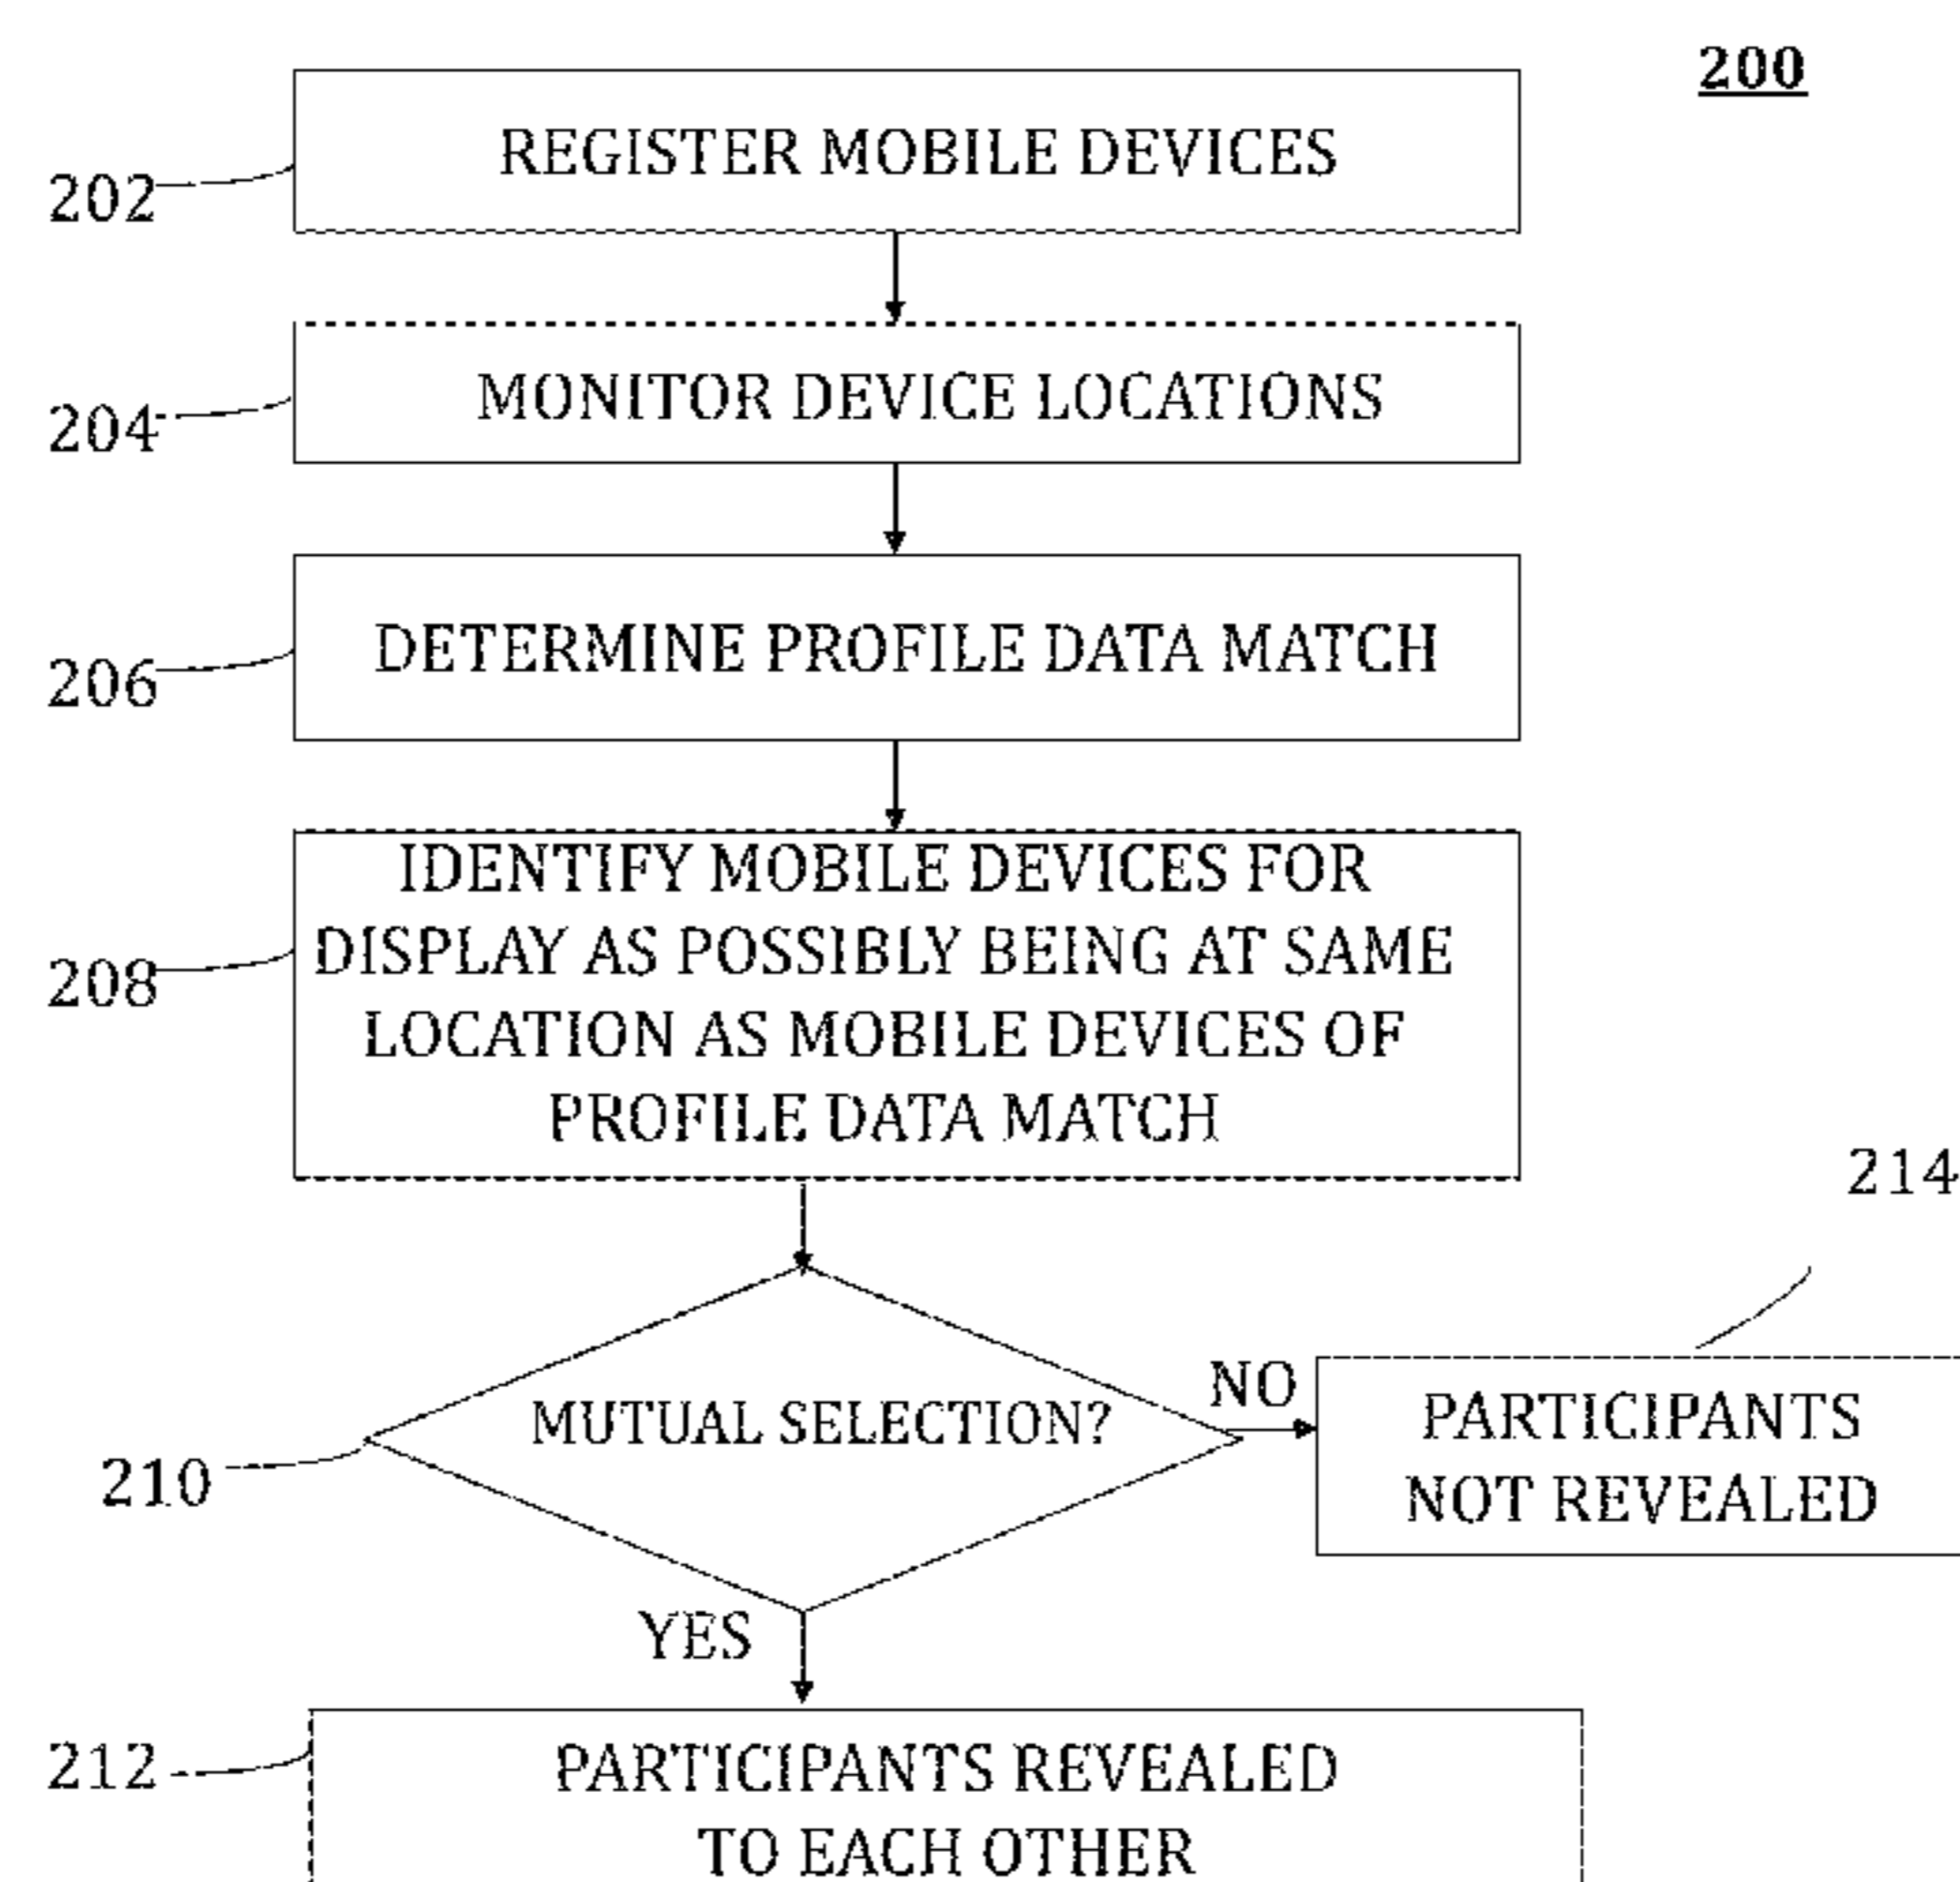 200
REGISTER MOBILE DEVICES
202
MONITOR DEVICE LOCATIONS
204
DETERMINE PROFILE DATA MATCH
206
IDENTIFY MOBILE DEVICES FOR
DISPLAY AS POSSIBLY BEING AT SAME
LOCATION AS MOBILE DEVICES OF
PROFILE DATA MATCH
208
214
MUTUAL SELECTION?
NO
PARTICIPANTS
NOT REVEALED
210
YES
212
PARTICIPANTS REVEALED
TO EACH OTHER